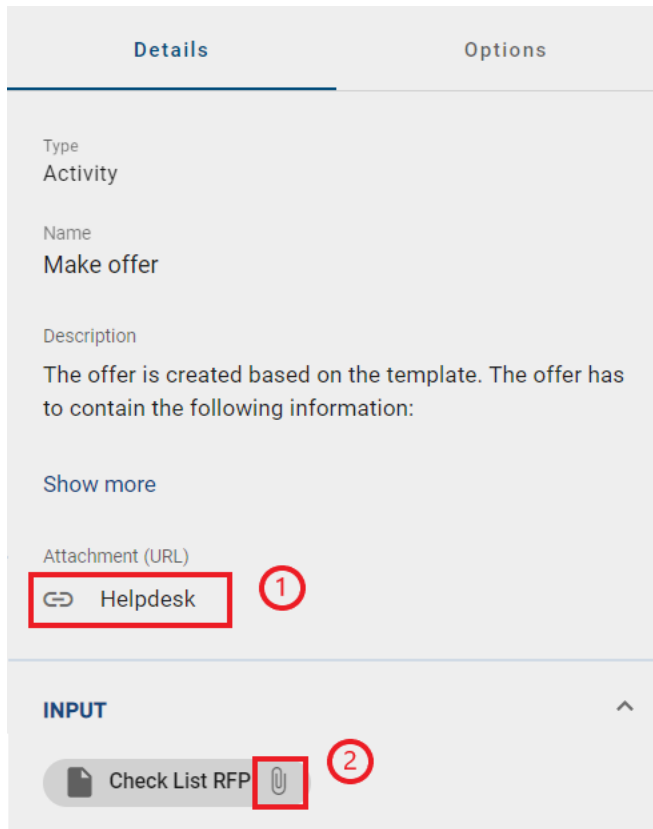 Details
Options
Type
Activity
Name
Make offer
Description
The offer is created based on the template. The offer has
to contain the following information:
Show more
Attachment (URL)
Helpdesk
1
INPUT
Check List RFP
2